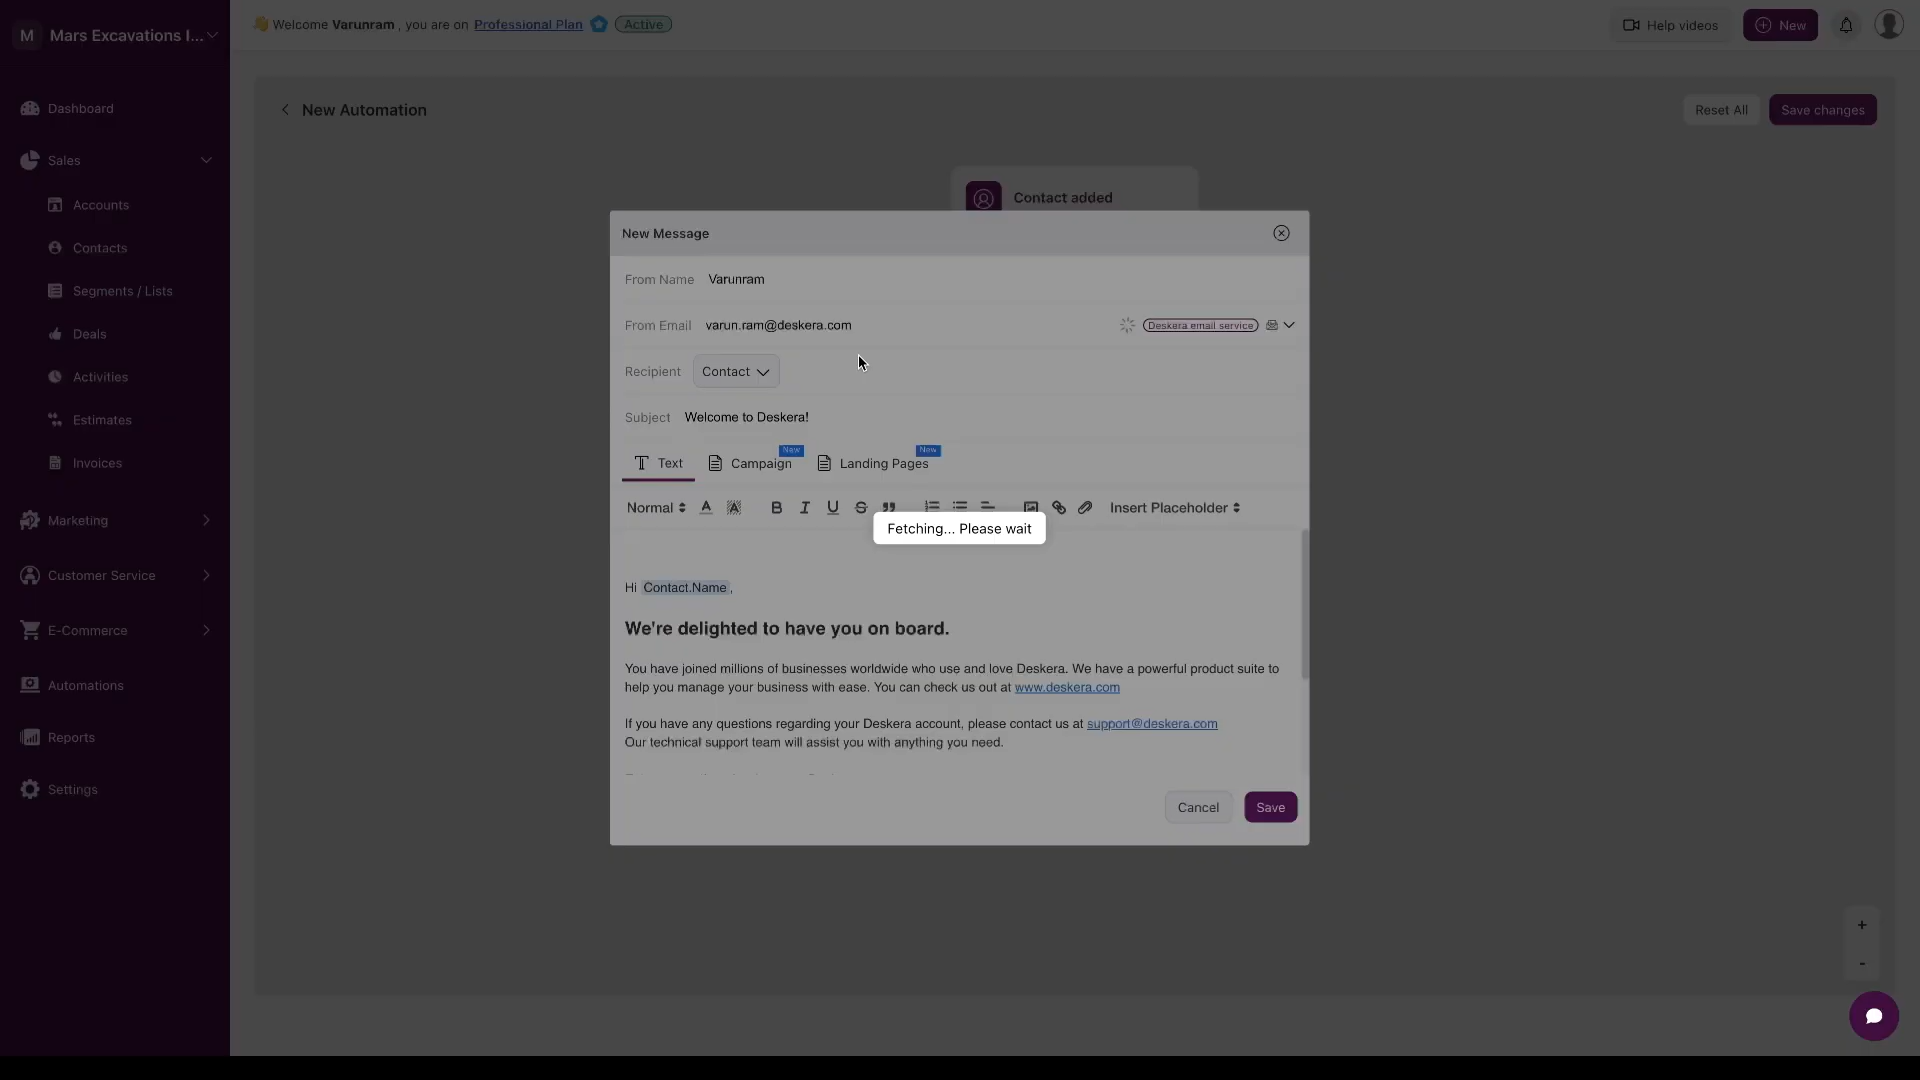 M Mars Excavations I...
👋 Welcome Varunram , you are on Professional Plan Active
Help videos
New
Dashboard
Sales
Accounts
Contacts
Segments / Lists
Deals
Activities
Estimates
Invoices
Marketing
Customer Service
E-Commerce
Automations
Reports
Settings
New Automation
Reset All
Save changes
Contact added
New Message
From Name Varunram
From Email varun.ram@deskera.com Deskera email service
Recipient Contact
Subject Welcome to Deskera!
New New
Text Campaign Landing Pages
Normal A A B I U S Insert Placeholder
Fetching... Please wait
Hi Contact.Name ,
We're delighted to have you on board.
You have joined millions of businesses worldwide who use and love Deskera. We have a powerful product suite to
help you manage your business with ease. You can check us out at www.deskera.com
If you have any questions regarding your Deskera account, please contact us at support@deskera.com
Our technical support team will assist you with anything you need.
Cancel Save
+
-